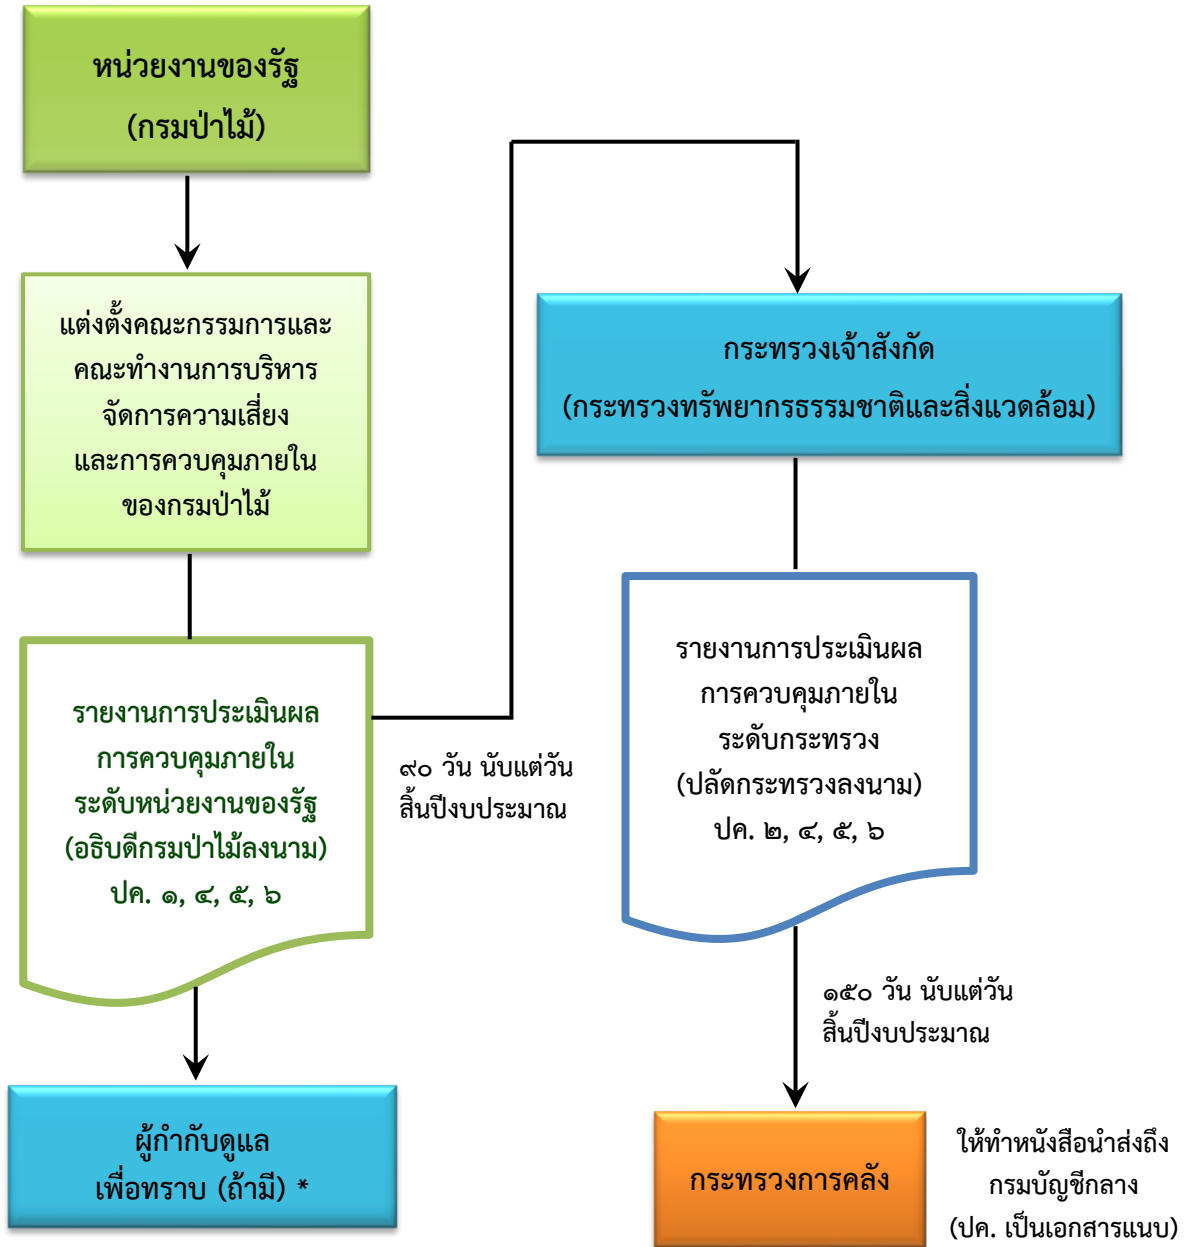 หน่วยงานของรัฐ
(กรมป่าไม้)
แต่งตั้งคณะกรรมการและ
คณะทำงานการบริหาร
จัดการความเสี่ยง
และการควบคุมภายใน
ของกรมป่าไม้
รายงานการประเมินผล
การควบคุมภายใน
ระดับหน่วยงานของรัฐ
(อธิบดีกรมป่าไม้ลงนาม)
ปค. ๑, ๔, ๕, ๖
๙๐ วัน นับแต่วัน
สิ้นปีงบประมาณ
ผู้กำกับดูแล
เพื่อทราบ (ถ้ามี) *
กระทรวงเจ้าสังกัด
(กระทรวงทรัพยากรธรรมชาติและสิ่งแวดล้อม)
รายงานการประเมินผล
การควบคุมภายใน
ระดับกระทรวง
(ปลัดกระทรวงลงนาม)
ปค. ๒, ๔, ๕, ๖
๑๕๐ วัน นับแต่วัน
สิ้นปีงบประมาณ
กระทรวงการคลัง
ให้ทำหนังสือนำส่งถึง
กรมบัญชีกลาง
(ปค. เป็นเอกสารแนบ)